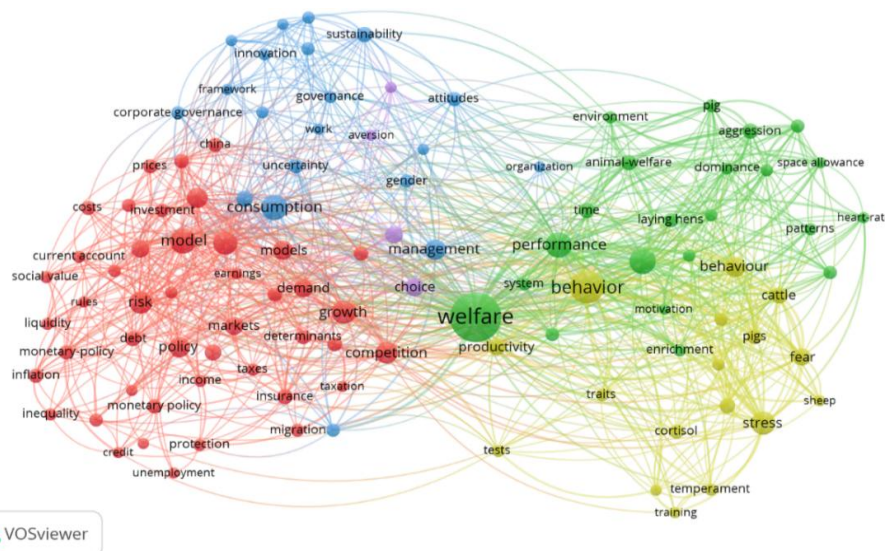 sustainability
innovation
framework
governance
attitudes
corporate governance
work
aversion
china
prices
uncertainty
gender
costs
investment
consumption
model
models
management
current account
social value
earnings
demand
choice
rules
risk
growth
liquidity
markets
determinants
debt
policy
monetary-policy
competition
inflation
income
taxes
taxation
insurance
inequality
monetary policy
migration
credit
protection
unemployment
environment
pig
aggression
organization
animal-welfare
dominance
space allowance
time
laying hens
heart-rat
patterns
performance
behaviour
system
behavior
cattle
welfare
motivation
productivity
enrichment
pigs
fear
traits
sheep
cortisol
stress
tests
temperament
training
VOSviewer